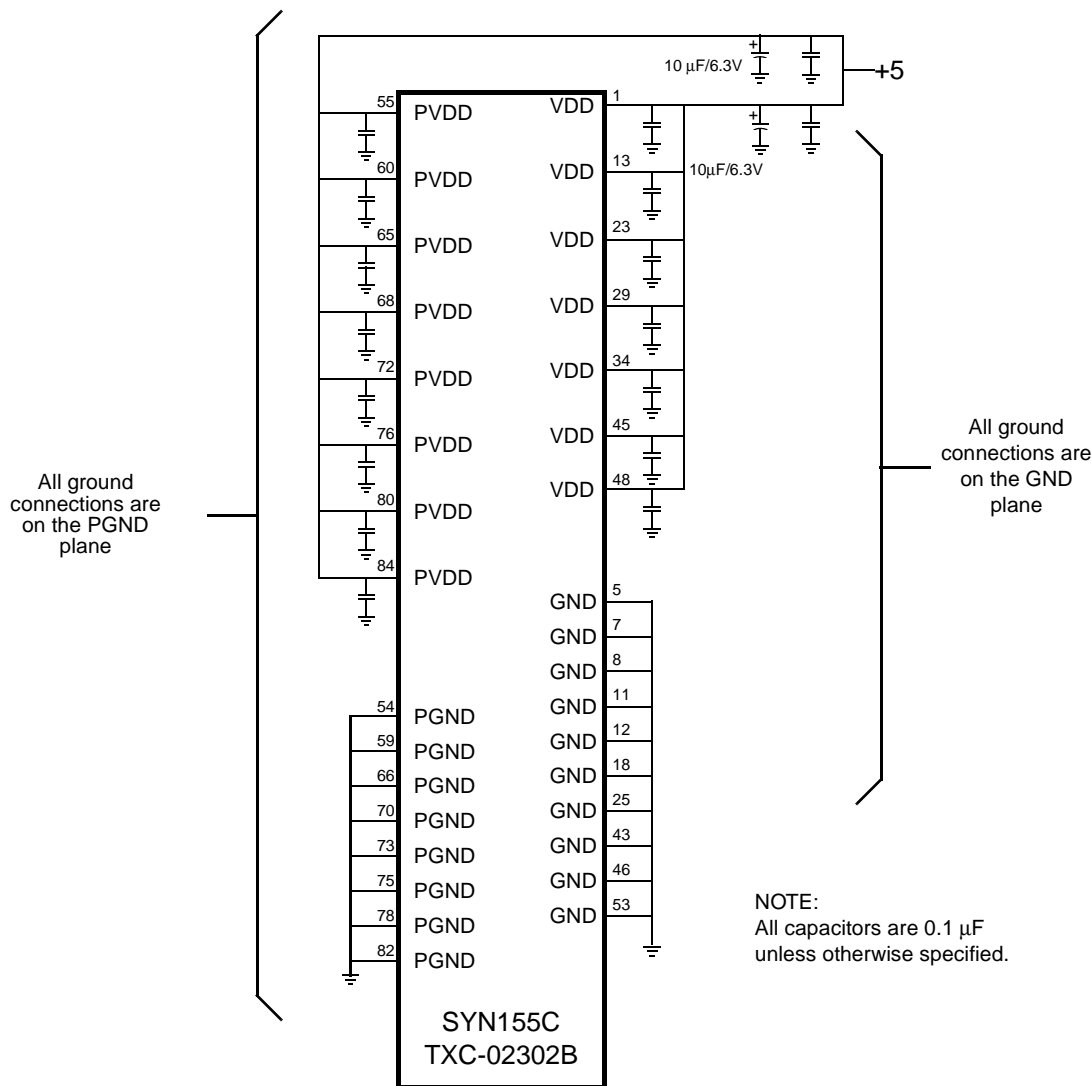 10 μF/6.3V
+
+5
+
10μF/6.3V
55 PVDD
60 PVDD
65 PVDD
68 PVDD
72 PVDD
76 PVDD
80 PVDD
84 PVDD
54 PGND
59 PGND
66 PGND
70 PGND
73 PGND
75 PGND
78 PGND
82 PGND
VDD 1
VDD 13
VDD 23
VDD 29
VDD 34
VDD 45
VDD 48
GND 5
GND 7
GND 8
GND 11
GND 12
GND 18
GND 25
GND 43
GND 46
GND 53
All ground
connections are
on the PGND
plane
All ground
connections are
on the GND
plane
NOTE:
All capacitors are 0.1 μF
unless otherwise specified.
SYN155C
TXC-02302B